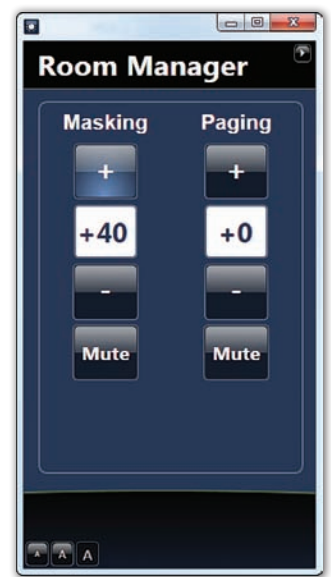 Room Manager
Masking Paging
+ +
+40 +0
- -
Mute Mute
A A A